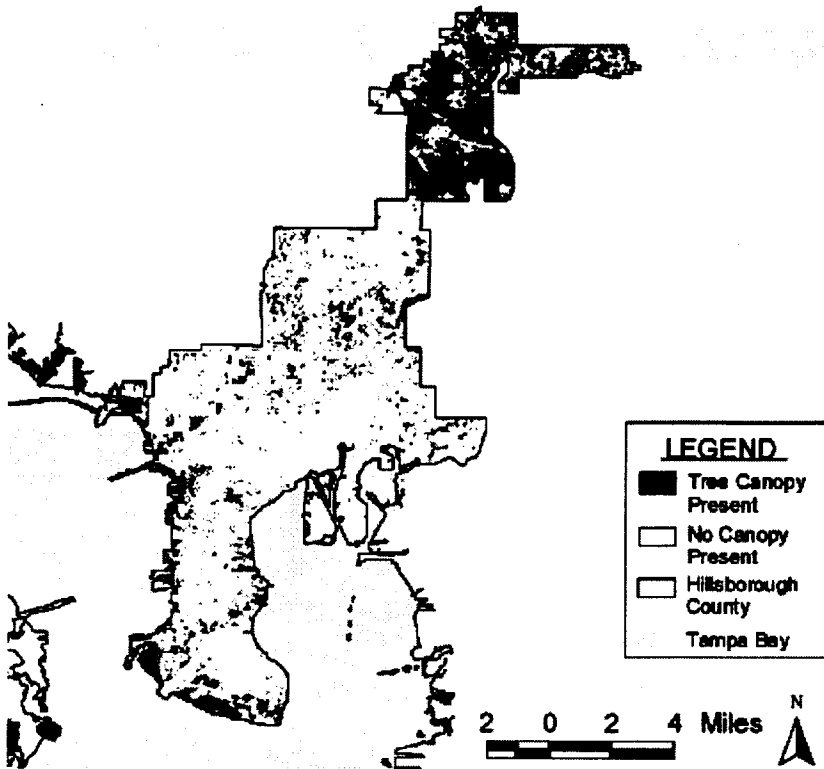 LEGEND
Tree Canopy
Present
No Canopy
Present
Hillsborough
County
Tampa Bay
2 0 2 4 Miles
N